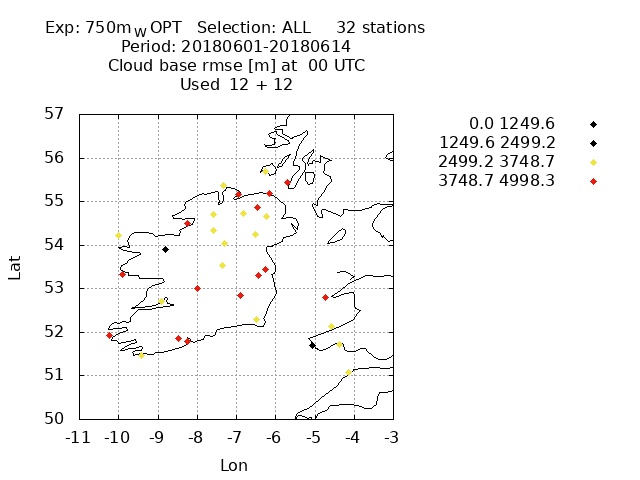 Exp: 750mWOPT Selection: ALL 32 stations
Period: 20180601-20180614
Cloud base rmse [m] at 00 UTC
Used 12 + 12
0.0 1249.6
1249.6 2499.2
2499.2 3748.7
3748.7 4998.3
57
56
55
54
53
52
51
50
Lat
-11 -10 -9 -8 -7 -6 -5 -4 -3
Lon